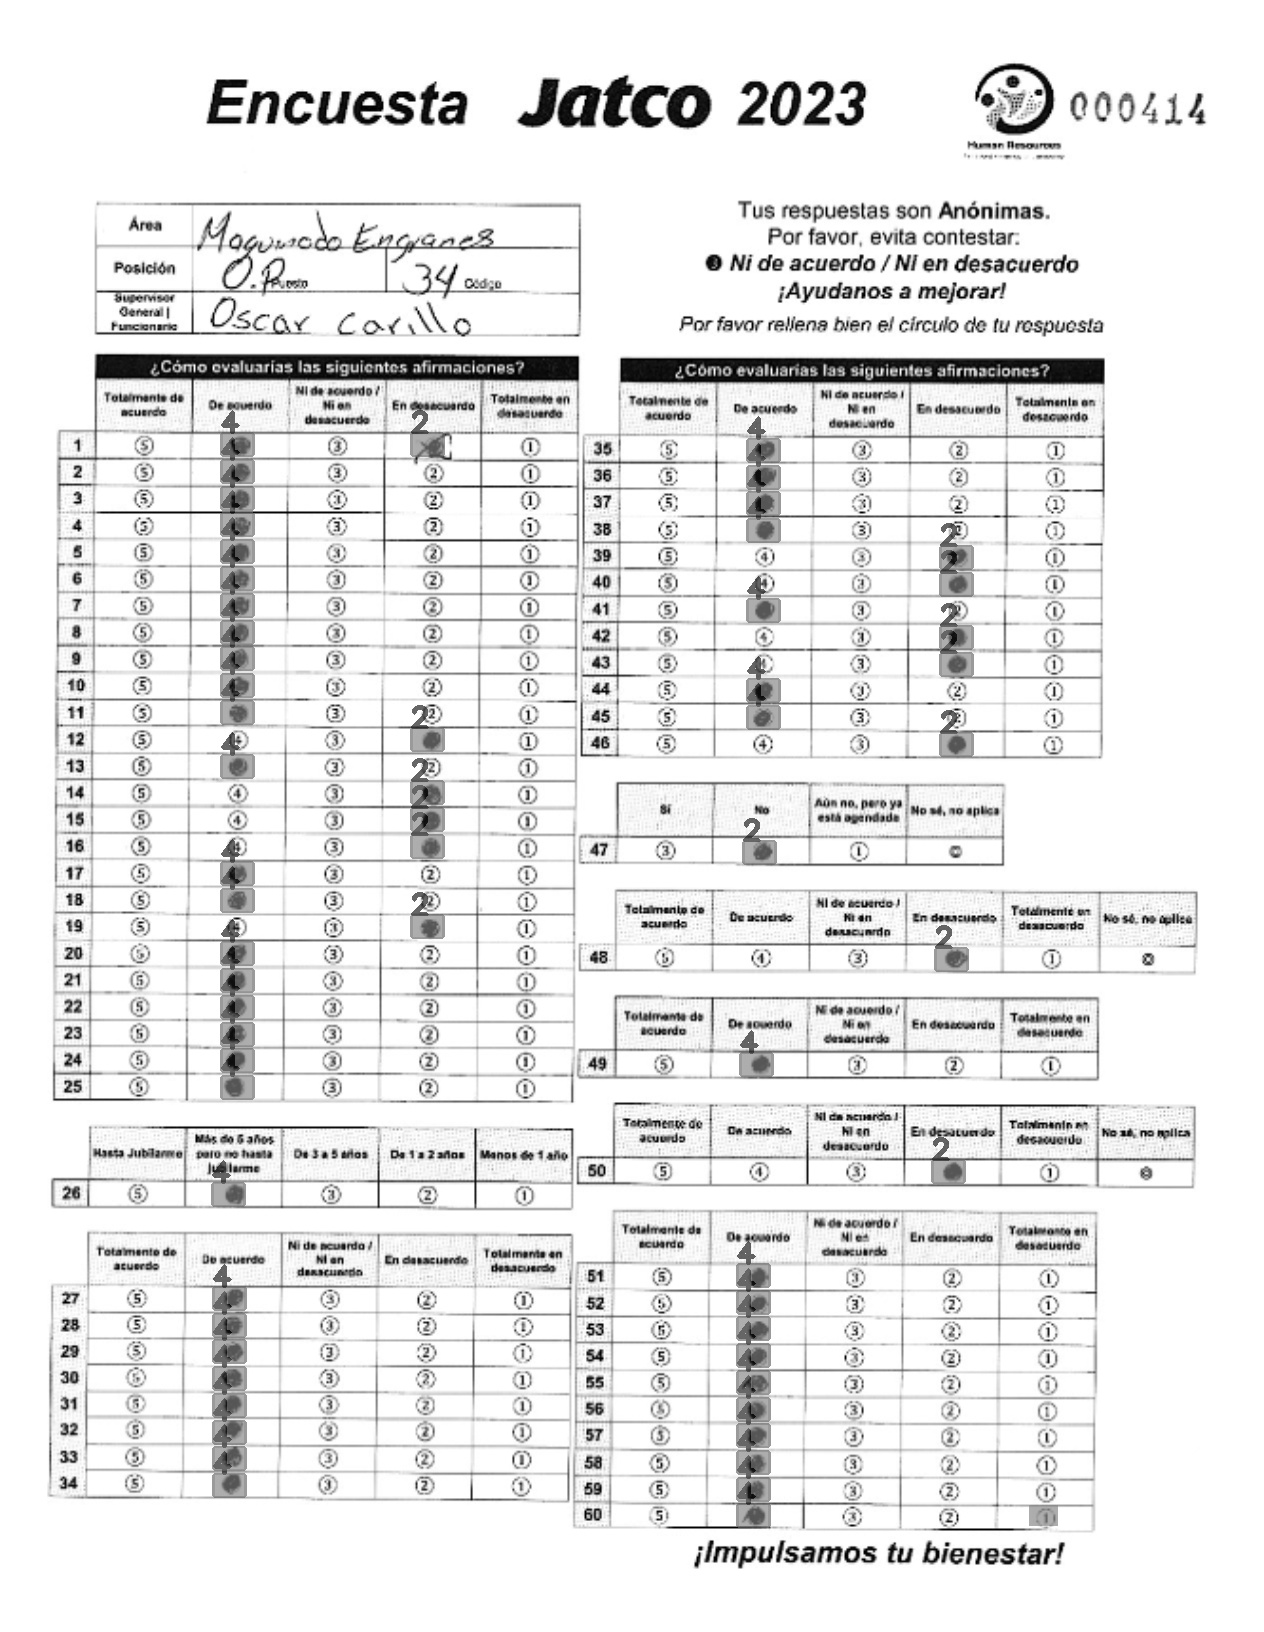 Encuesta Jatco 2023
Human Resources
000414
Área Maquinado Engranes
Posición O.P. Puesto 34 Código
Supervisor General | Funcionario Oscar Carillo
Tus respuestas son Anónimas.
Por favor, evita contestar:
❸ Ni de acuerdo / Ni en desacuerdo
¡Ayudanos a mejorar!
Por favor rellena bien el círculo de tu respuesta
¿Cómo evaluarías las siguientes afirmaciones?
Totalmente de acuerdo De acuerdo Ni de acuerdo / Ni en desacuerdo En desacuerdo Totalmente en desacuerdo
4 2
1 5 4 3 1
2 5 4 3 2 1
3 5 4 3 2 1
4 5 4 3 2 1
5 5 4 3 2 1
6 5 4 3 2 1
7 5 4 3 2 1
8 5 4 3 2 1
9 5 4 3 2 1
10 5 4 3 2 1
11 5 3 2 1
12 5 4 3 1
13 5 3 2 1
14 5 4 3 2 1
15 5 4 3 2 1
16 5 4 3 1
17 5 4 3 2 1
18 5 3 2 1
19 5 4 3 1
20 5 4 3 2 1
21 5 4 3 2 1
22 5 4 3 2 1
23 5 4 3 2 1
24 5 4 3 2 1
25 5 3 2 1
Hasta Jubilarme Más de 5 años pero no hasta jubilarme De 3 a 5 años De 1 a 2 años Menos de 1 año
4
26 5 3 2 1
Totalmente de acuerdo De acuerdo Ni de acuerdo / Ni en desacuerdo En desacuerdo Totalmente en desacuerdo
4
27 5 4 3 2 1
28 5 4 3 2 1
29 5 4 3 2 1
30 5 4 3 2 1
31 5 4 3 2 1
32 5 4 3 2 1
33 5 4 3 2 1
34 5 3 2 1
¿Cómo evaluarías las siguientes afirmaciones?
Totalmente de acuerdo De acuerdo Ni de acuerdo / Ni en desacuerdo En desacuerdo Totalmente en desacuerdo
4
35 5 4 3 2 1
36 5 4 3 2 1
37 5 4 3 2 1
38 5 3 2 1
39 5 4 3 2 1
40 5 4 3 1
41 5 3 2 1
42 5 4 3 2 1
43 5 4 3 1
44 5 4 3 2 1
45 5 3 2 1
46 5 4 3 1
Sí No Aún no, pero ya está agendada No sé, no aplica
2
47 3 1 0
Totalmente de acuerdo De acuerdo Ni de acuerdo / Ni en desacuerdo En desacuerdo Totalmente en desacuerdo No sé, no aplica
2
48 5 4 3 1 0
Totalmente de acuerdo De acuerdo Ni de acuerdo / Ni en desacuerdo En desacuerdo Totalmente en desacuerdo
4
49 5 3 2 1
Totalmente de acuerdo De acuerdo Ni de acuerdo / Ni en desacuerdo En desacuerdo Totalmente en desacuerdo No sé, no aplica
2
50 5 4 3 1 0
Totalmente de acuerdo De acuerdo Ni de acuerdo / Ni en desacuerdo En desacuerdo Totalmente en desacuerdo
4
51 5 4 3 2 1
52 5 4 3 2 1
53 5 4 3 2 1
54 5 4 3 2 1
55 5 4 3 2 1
56 5 4 3 2 1
57 5 4 3 2 1
58 5 4 3 2 1
59 5 4 3 2 1
60 5 3 2 1
¡Impulsamos tu bienestar!